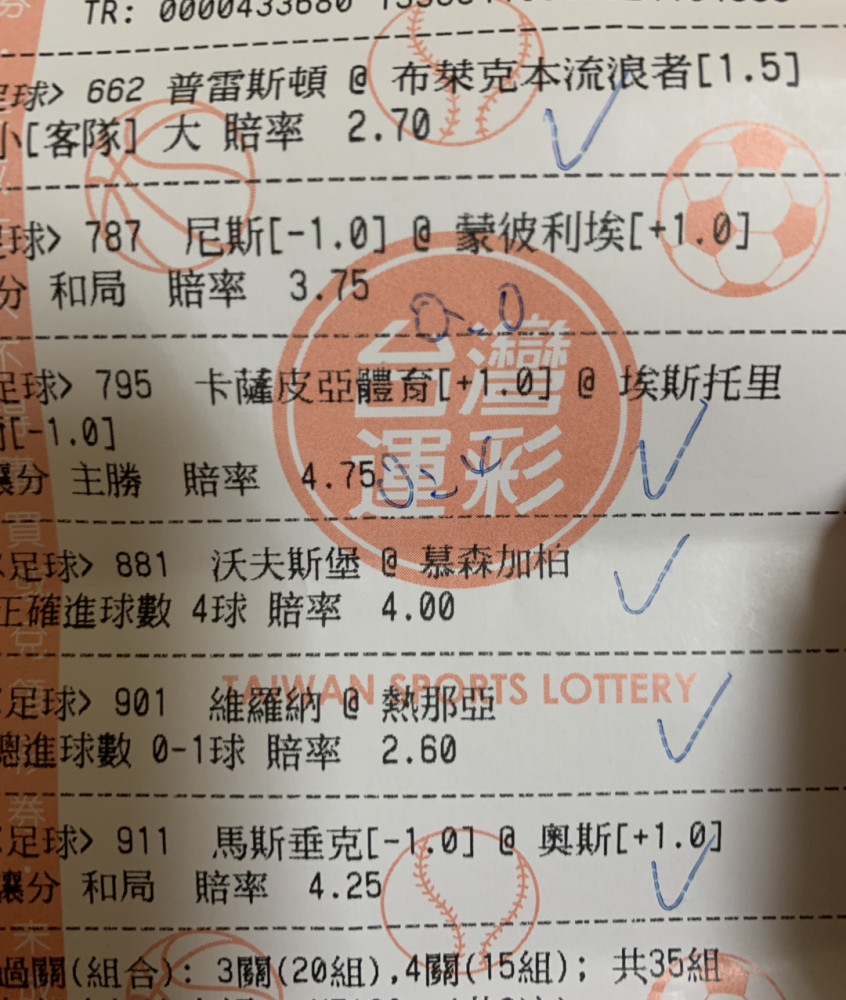 TR: 0000433680
足球> 662 普雷斯頓 @ 布萊克本流浪者[1.5]
小[客隊] 大 賠率 2.70
足球> 787 尼斯[-1.0] @ 蒙彼利埃[+1.0]
分 和局 賠率 3.75
0-0
台灣
運彩
足球> 795 卡薩皮亞體育[+1.0] @ 埃斯托里
[-1.0]
讓分 主勝 賠率 4.75
0-4
足球> 881 沃夫斯堡 @ 慕森加柏
正確進球數 4球 賠率 4.00
TAIWAN SPORTS LOTTERY
足球> 901 維羅納 @ 熱那亞
總進球數 0-1球 賠率 2.60
足球> 911 馬斯垂克[-1.0] @ 奧斯[+1.0]
讓分 和局 賠率 4.25
過關(組合): 3關(20組),4關(15組); 共35組